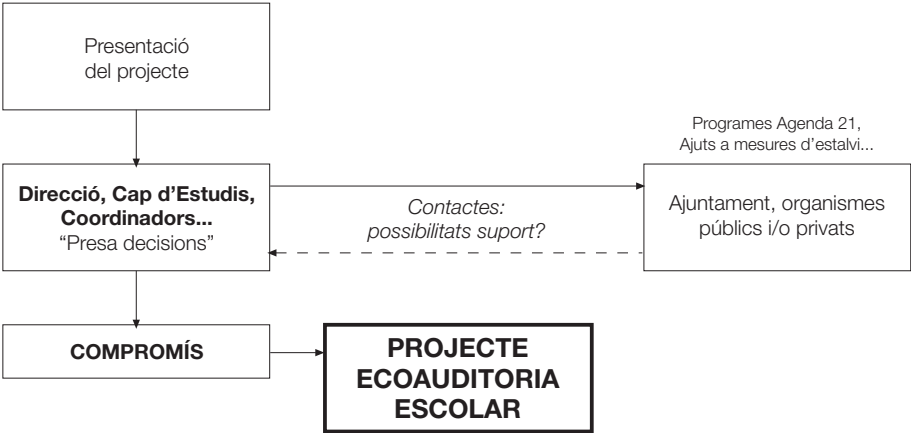 Presentació
del projecte
Programes Agenda 21,
Ajuts a mesures d’estalvi...
Direcció, Cap d’Estudis,
Coordinadors...
“Presa decisions”
Contactes:
possibilitats suport?
Ajuntament, organismes
públics i/o privats
COMPROMÍS
PROJECTE
ECOAUDITORIA
ESCOLAR